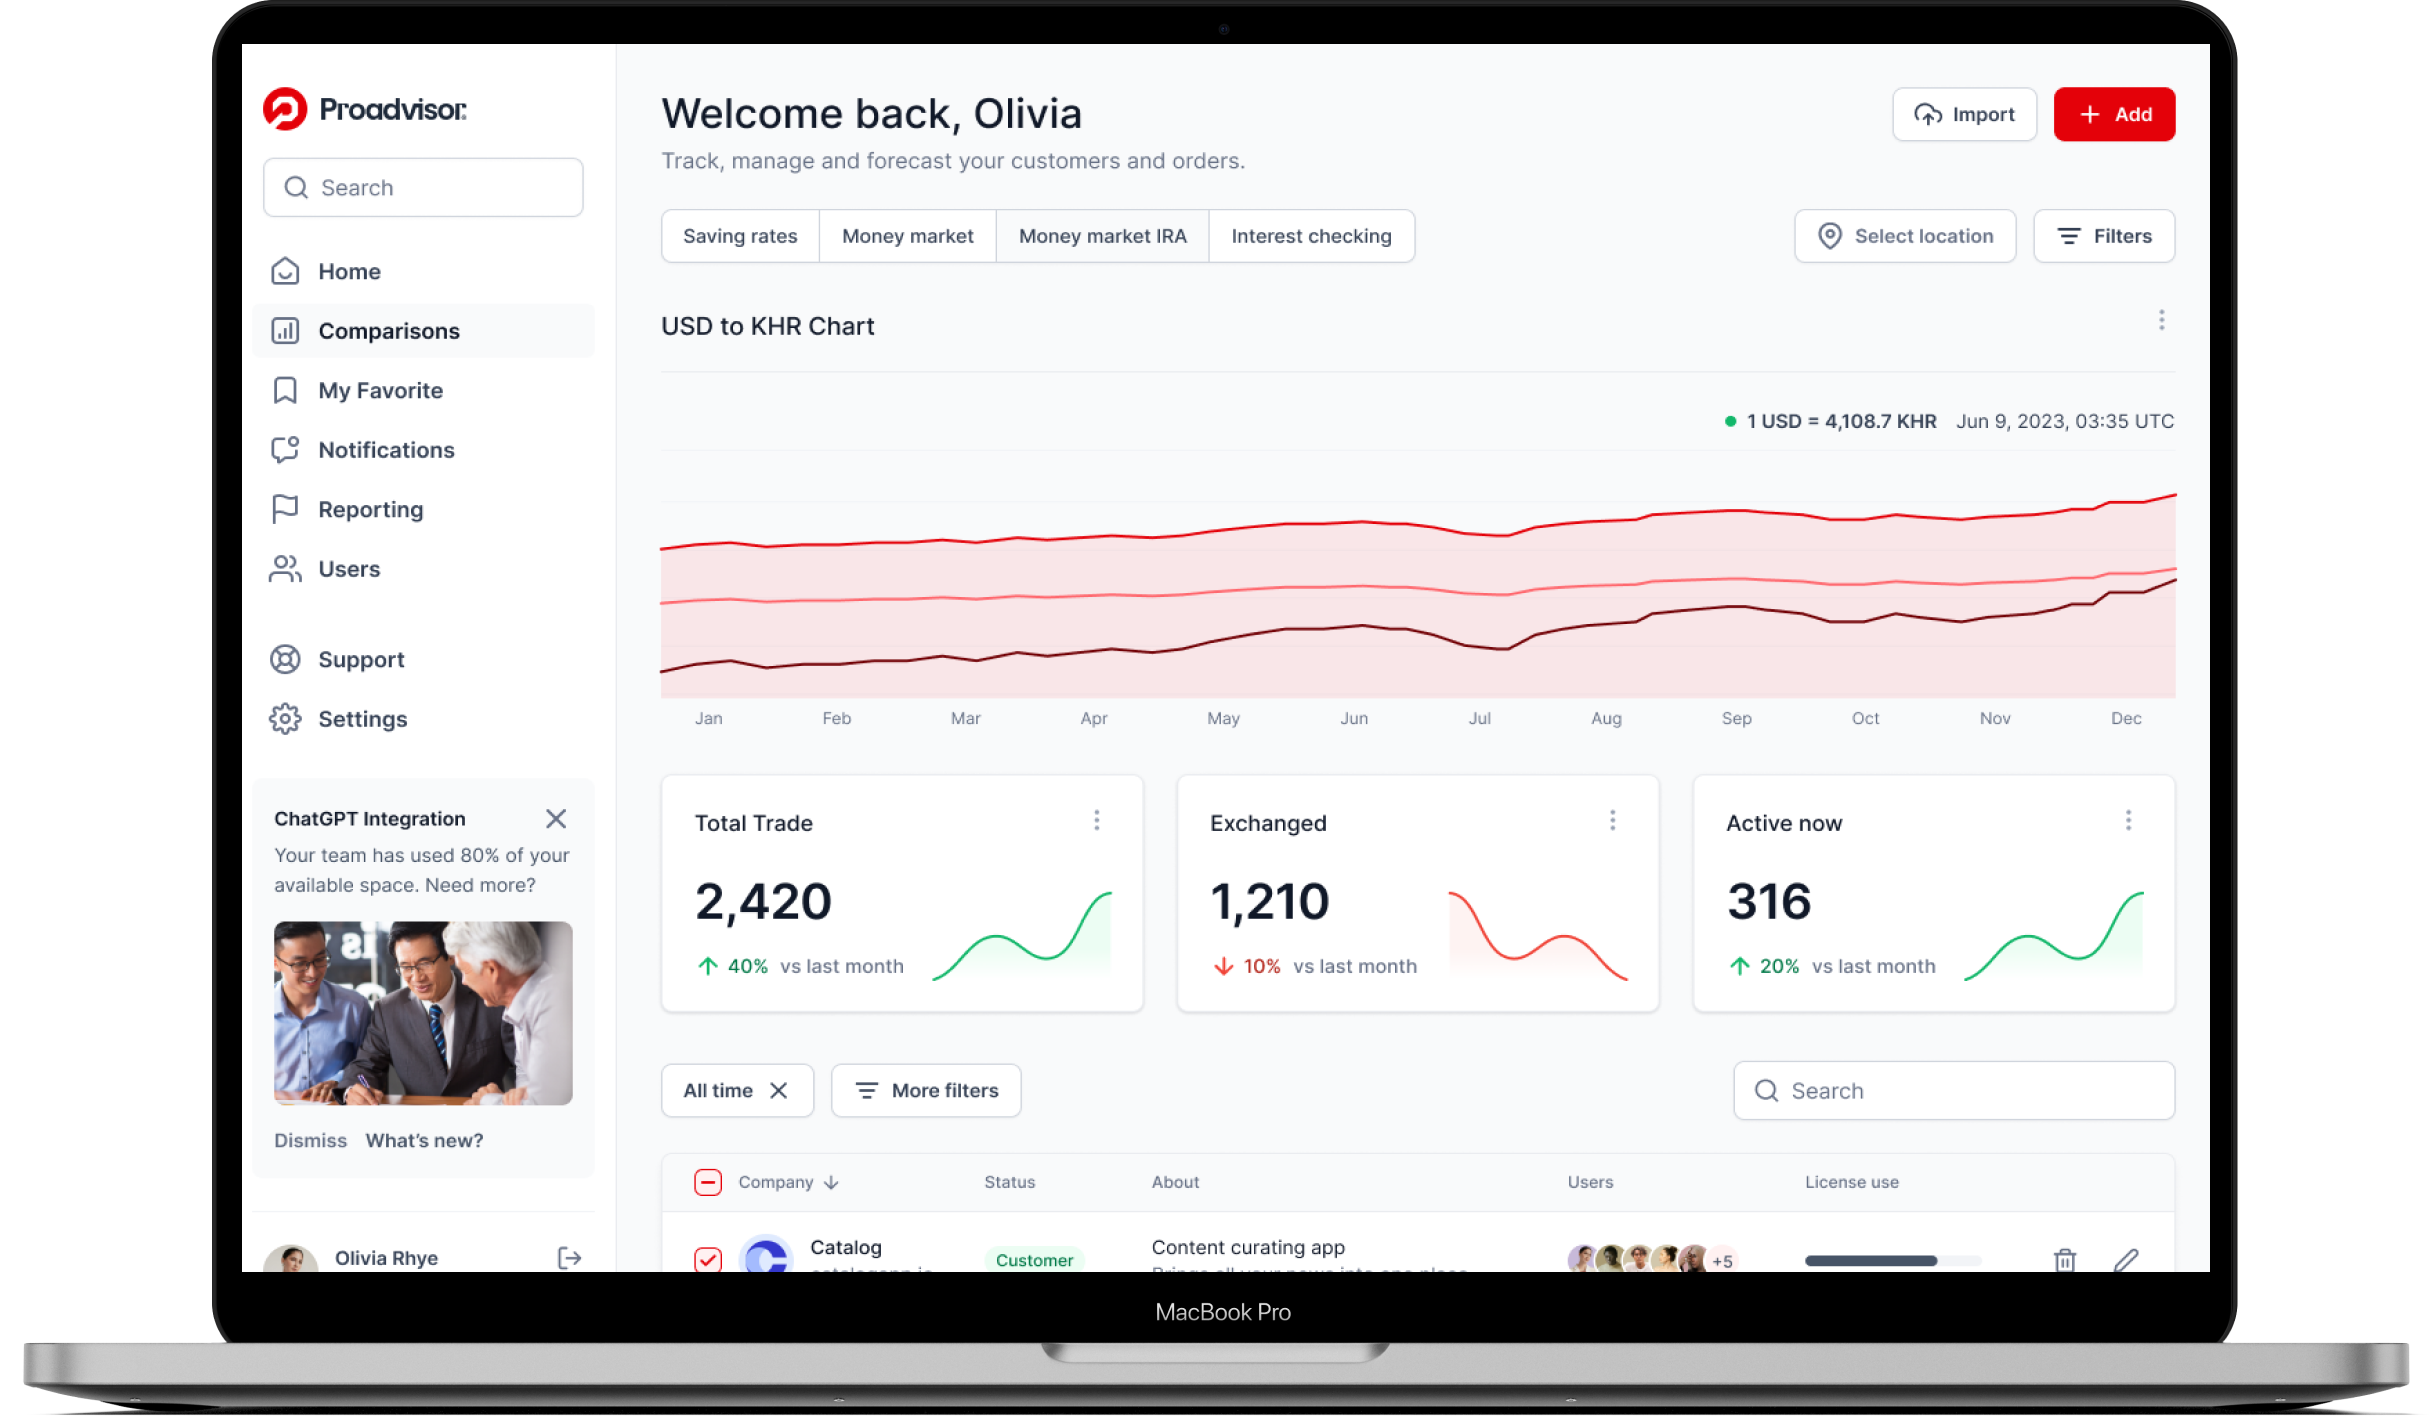 Proadvisor.
Search
Home
Comparisons
My Favorite
Notifications
Reporting
Users
Support
Settings
ChatGPT Integration
Your team has used 80% of your
available space. Need more?
Dismiss What's new?
Olivia Rhye
Welcome back, Olivia
Track, manage and forecast your customers and orders.
Import
Add
Saving rates
Money market
Money market IRA
Interest checking
Select location
Filters
USD to KHR Chart
1 USD = 4,108.7 KHR Jun 9, 2023, 03:35 UTC
Jan Feb Mar Apr May Jun Jul Aug Sep Oct Nov Dec
Total Trade
2,420
40% vs last month
Exchanged
1,210
10% vs last month
Active now
316
20% vs last month
All time
More filters
Search
Company Status About Users License use
Catalog
Customer
Content curating app
+5
MacBook Pro